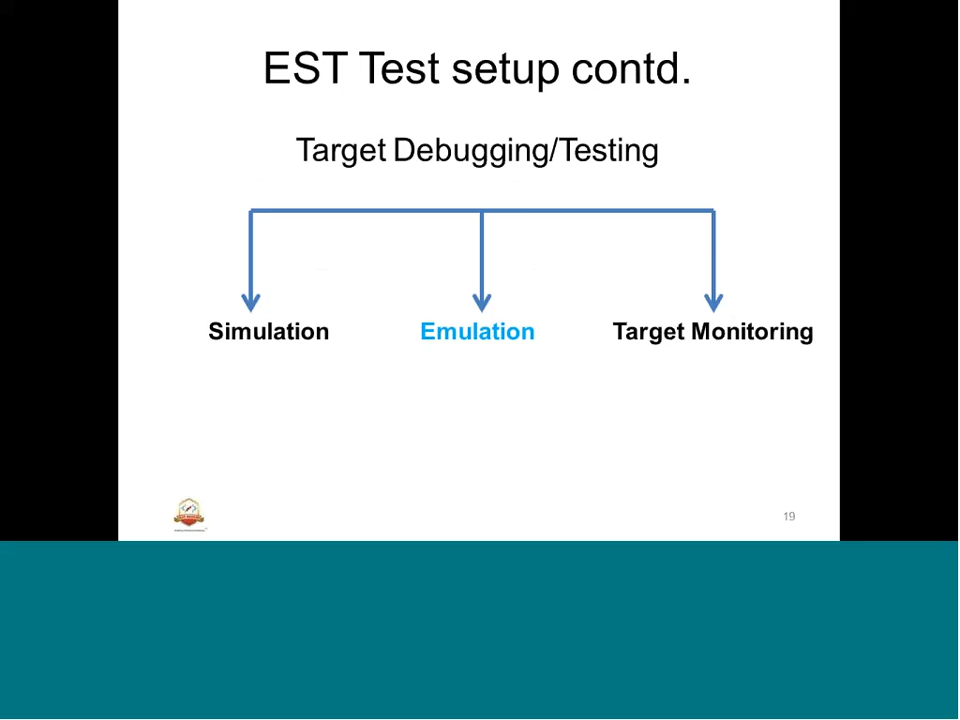 EST Test setup contd.
Target Debugging/Testing
Simulation
Emulation
Target Monitoring
19